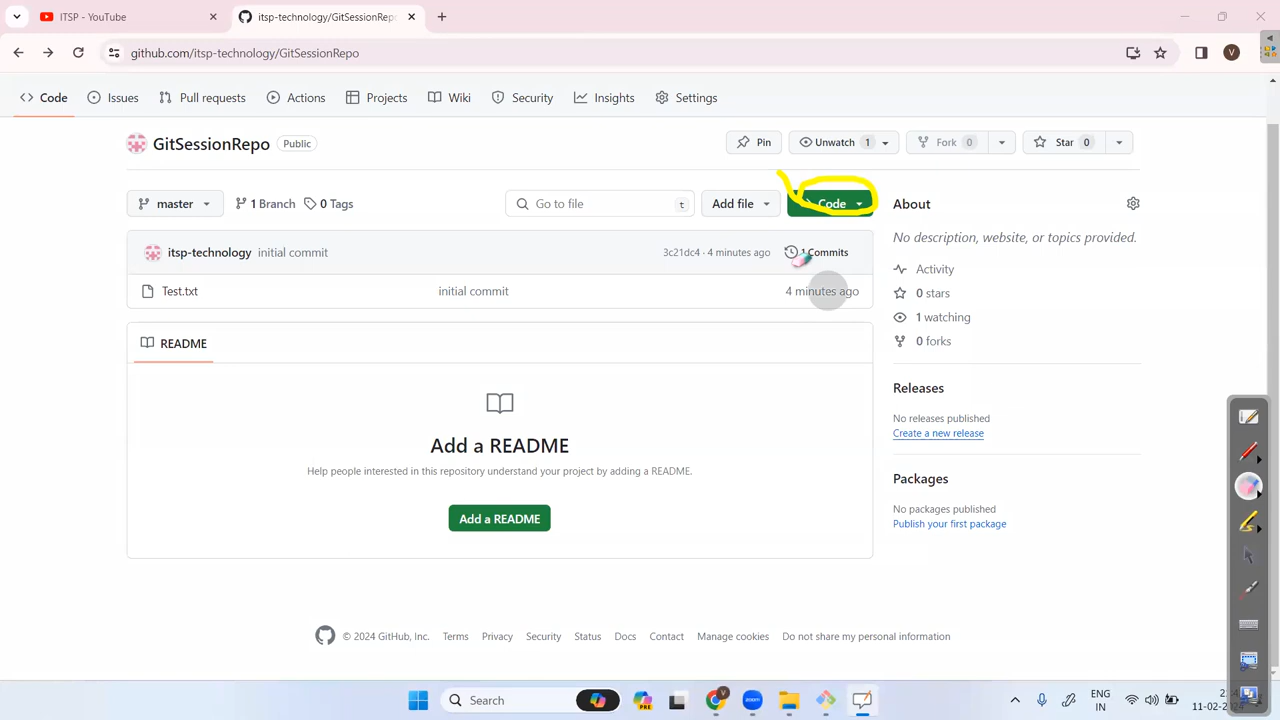 ITSP - YouTube
itsp-technology/GitSessionRepo
github.com/itsp-technology/GitSessionRepo
V
Code
Issues
Pull requests
Actions
Projects
Wiki
Security
Insights
Settings
GitSessionRepo
Public
Pin
Unwatch 1
Fork 0
Star 0
master
1 Branch
0 Tags
Go to file
t
Add file
Code
About
No description, website, or topics provided.
itsp-technology initial commit
3c21dc4 · 4 minutes ago
1 Commits
Test.txt
initial commit
4 minutes ago
Activity
0 stars
1 watching
0 forks
README
Add a README
Help people interested in this repository understand your project by adding a README.
Add a README
Releases
No releases published
Create a new release
Packages
No packages published
Publish your first package
© 2024 GitHub, Inc.
Terms
Privacy
Security
Status
Docs
Contact
Manage cookies
Do not share my personal information
Search
ENG
IN